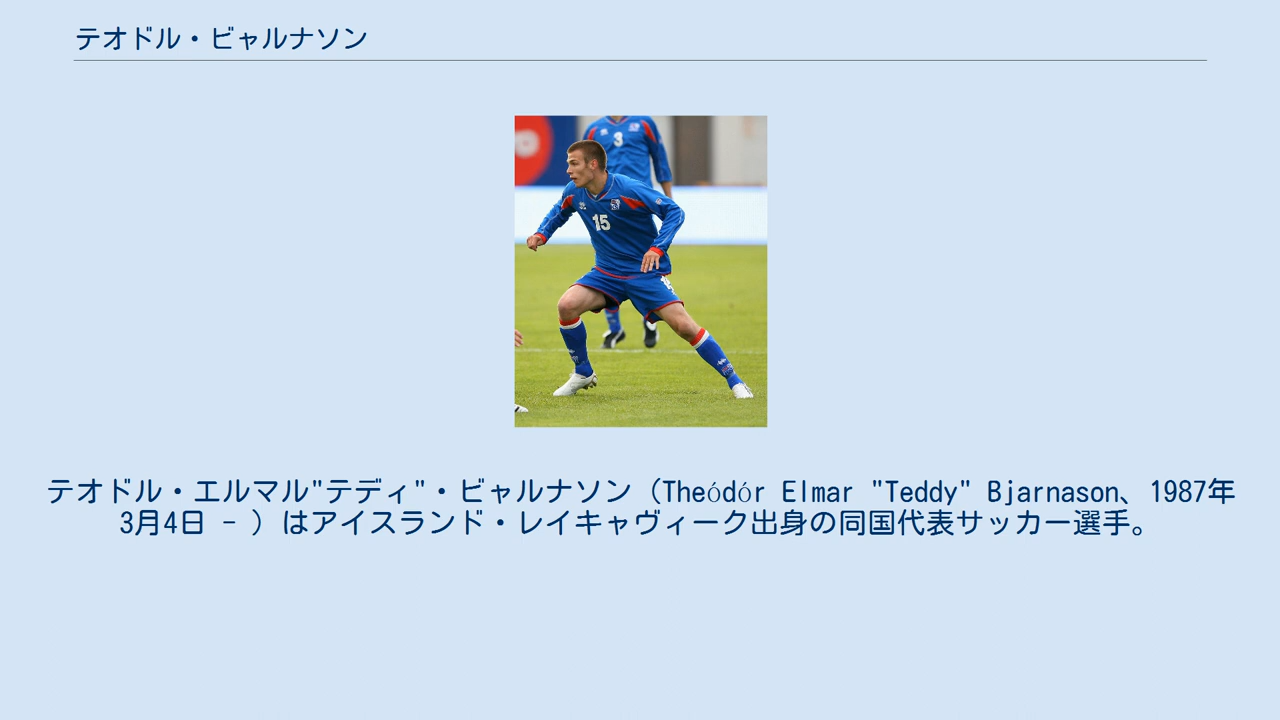 テオドル・ビャルナソン
3
15
テオドル・エルマル"テディ"・ビャルナソン（Theódór Elmar "Teddy" Bjarnason、1987年
3月4日 - ）はアイスランド・レイキャヴィーク出身の同国代表サッカー選手。